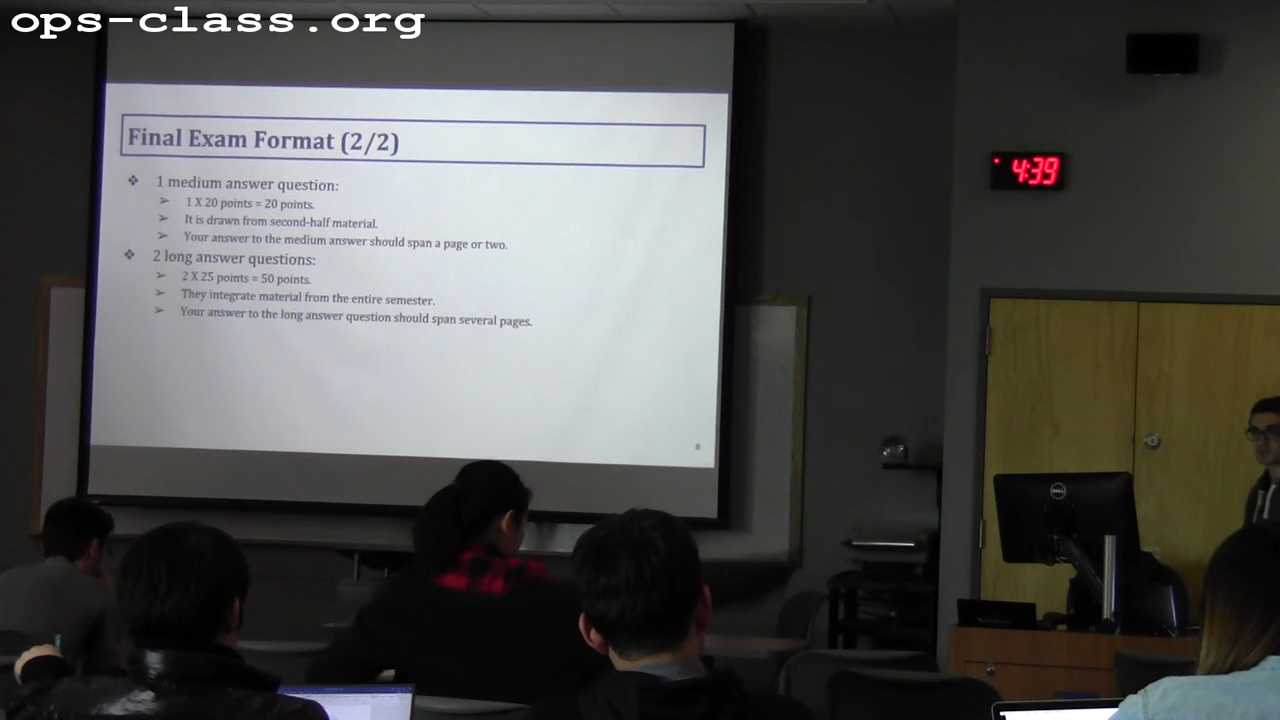 ops-class.org
Final Exam Format (2/2)
1 medium answer question:
1 X 20 points = 20 points.
It is drawn from second-half material.
Your answer to the medium answer should span a page or two.
2 long answer questions:
2 X 25 points = 50 points.
They integrate material from the entire semester.
Your answer to the long answer question should span several pages.
8
4:39
DELL